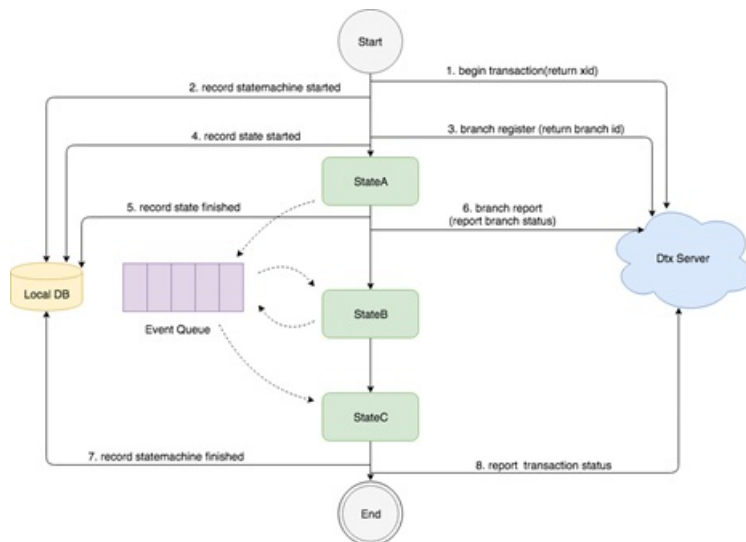 Start
1. begin transaction(return xid)
2. record statemachine started
3. branch register (return branch id)
4. record state started
StateA
5. record state finished
6. branch report
(report branch status)
Dtx Server
Local DB
StateB
Event Queue
StateC
7. record statemachine finished
8. report transaction status
End